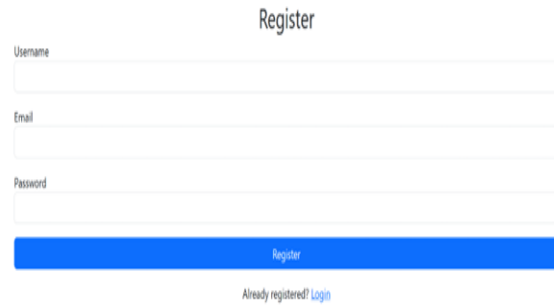 Register
Username
Email
Password
Register
Already registered? Login